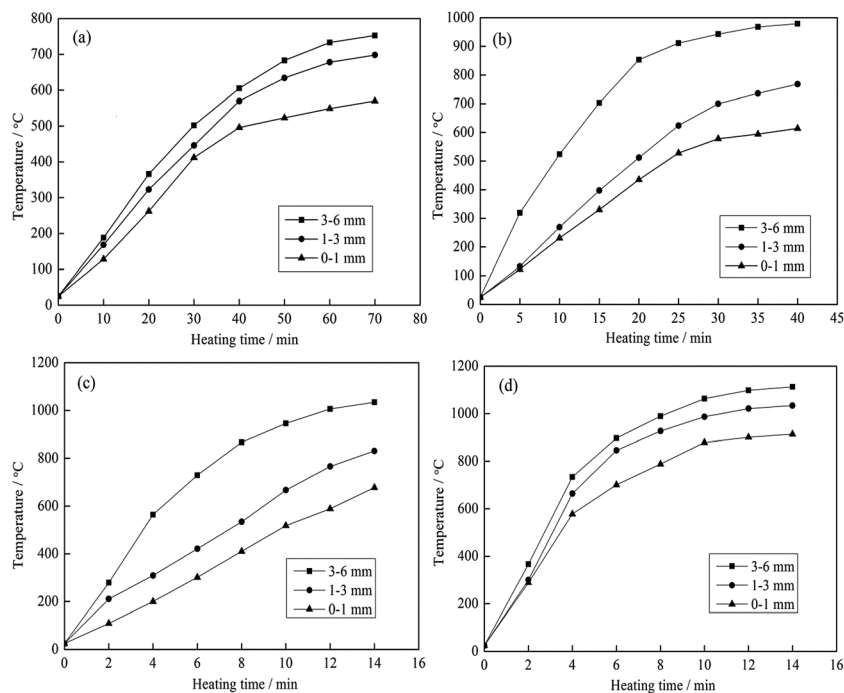 (a)
Temperature / °C
800
700
600
500
400
300
200
100
0
3-6 mm
1-3 mm
0-1 mm
0 10 20 30 40 50 60 70 80
Heating time / min
(b)
Temperature / °C
1000
900
800
700
600
500
400
300
200
100
0
3-6 mm
1-3 mm
0-1 mm
0 5 10 15 20 25 30 35 40 45
Heating time / min
(c)
Temperature / °C
1200
1000
800
600
400
200
0
3-6 mm
1-3 mm
0-1 mm
0 2 4 6 8 10 12 14 16
Heating time / min
(d)
Temperature / °C
1200
1000
800
600
400
200
0
3-6 mm
1-3 mm
0-1 mm
0 2 4 6 8 10 12 14 16
Heating time / min